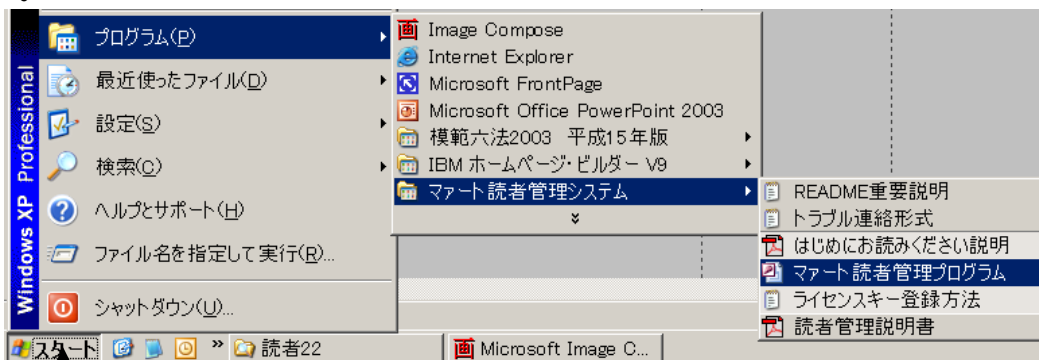 Windows XP Professional
プログラム(P)
最近使ったファイル(D)
設定(S)
検索(C)
ヘルプとサポート(H)
ファイル名を指定して実行(R)...
シャットダウン(U)...
Image Compose
Internet Explorer
Microsoft FrontPage
Microsoft Office PowerPoint 2003
模範六法2003 平成15年版
IBM ホームページ・ビルダー V9
マァート読者管理システム
README重要説明
トラブル連絡形式
はじめにお読みください説明
マァート読者管理プログラム
ライセンスキー登録方法
読者管理説明書
スタート
»
読者22
画 Microsoft Image C...